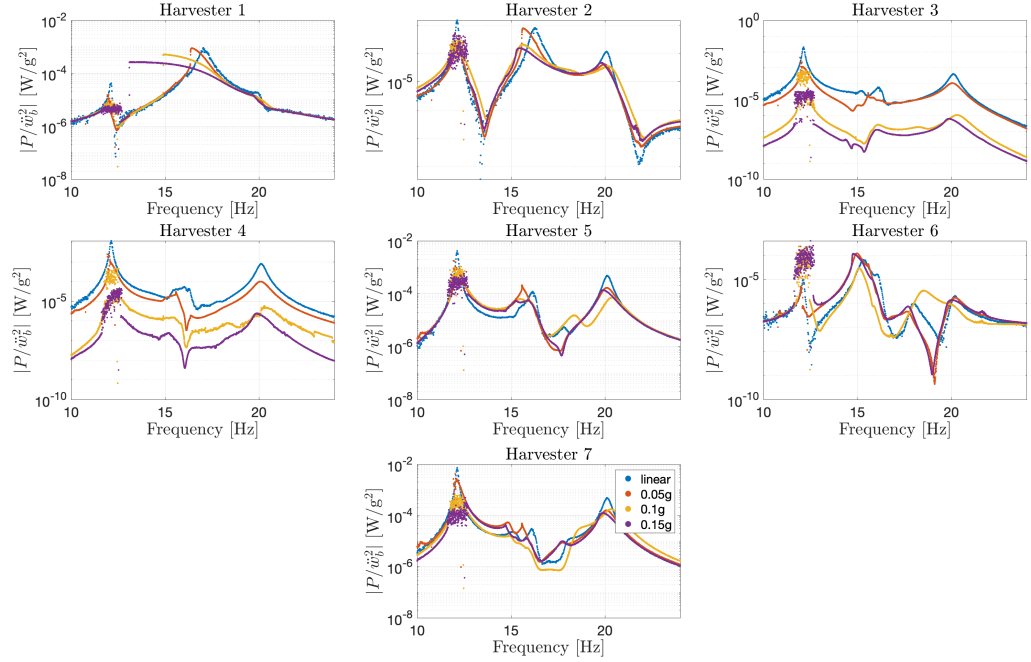 Harvester 1
10^-2
10^-4
10^-6
10^-8
|P/ẅ_b^2| [W/g^2]
10
15
20
Frequency [Hz]
Harvester 2
10^-5
|P/ẅ_b^2| [W/g^2]
10
15
20
Frequency [Hz]
Harvester 3
10^0
10^-5
10^-10
|P/ẅ_b^2| [W/g^2]
10
15
20
Frequency [Hz]
Harvester 4
10^-5
10^-10
|P/ẅ_b^2| [W/g^2]
10
15
20
Frequency [Hz]
Harvester 5
10^-2
10^-4
10^-6
10^-8
|P/ẅ_b^2| [W/g^2]
10
15
20
Frequency [Hz]
Harvester 6
10^-5
10^-10
|P/ẅ_b^2| [W/g^2]
10
15
20
Frequency [Hz]
Harvester 7
10^-2
10^-4
10^-6
10^-8
|P/ẅ_b^2| [W/g^2]
10
15
20
Frequency [Hz]
linear
0.05g
0.1g
0.15g